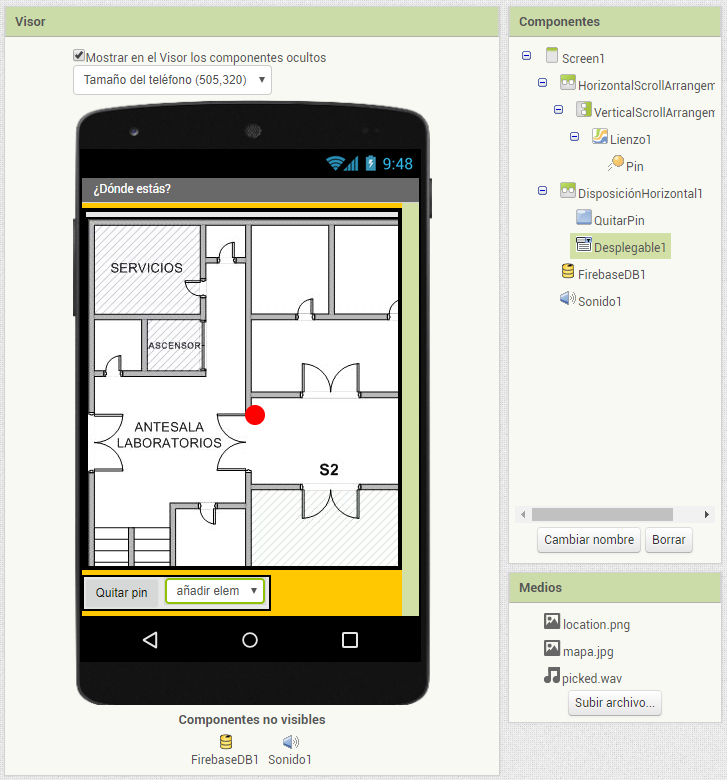 Visor
Mostrar en el Visor los componentes ocultos
Tamaño del teléfono (505,320)
9:48
¿Dónde estás?
SERVICIOS
ASCENSOR
ANTESALA
LABORATORIOS
S2
Quitar pin
añadir elem
Componentes no visibles
FirebaseDB1
Sonido1
Componentes
Screen1
HorizontalScrollArrangem
VerticalScrollArrangem
Lienzo1
Pin
DisposiciónHorizontal1
QuitarPin
Desplegable1
FirebaseDB1
Sonido1
Cambiar nombre
Borrar
Medios
location.png
mapa.jpg
picked.wav
Subir archivo...